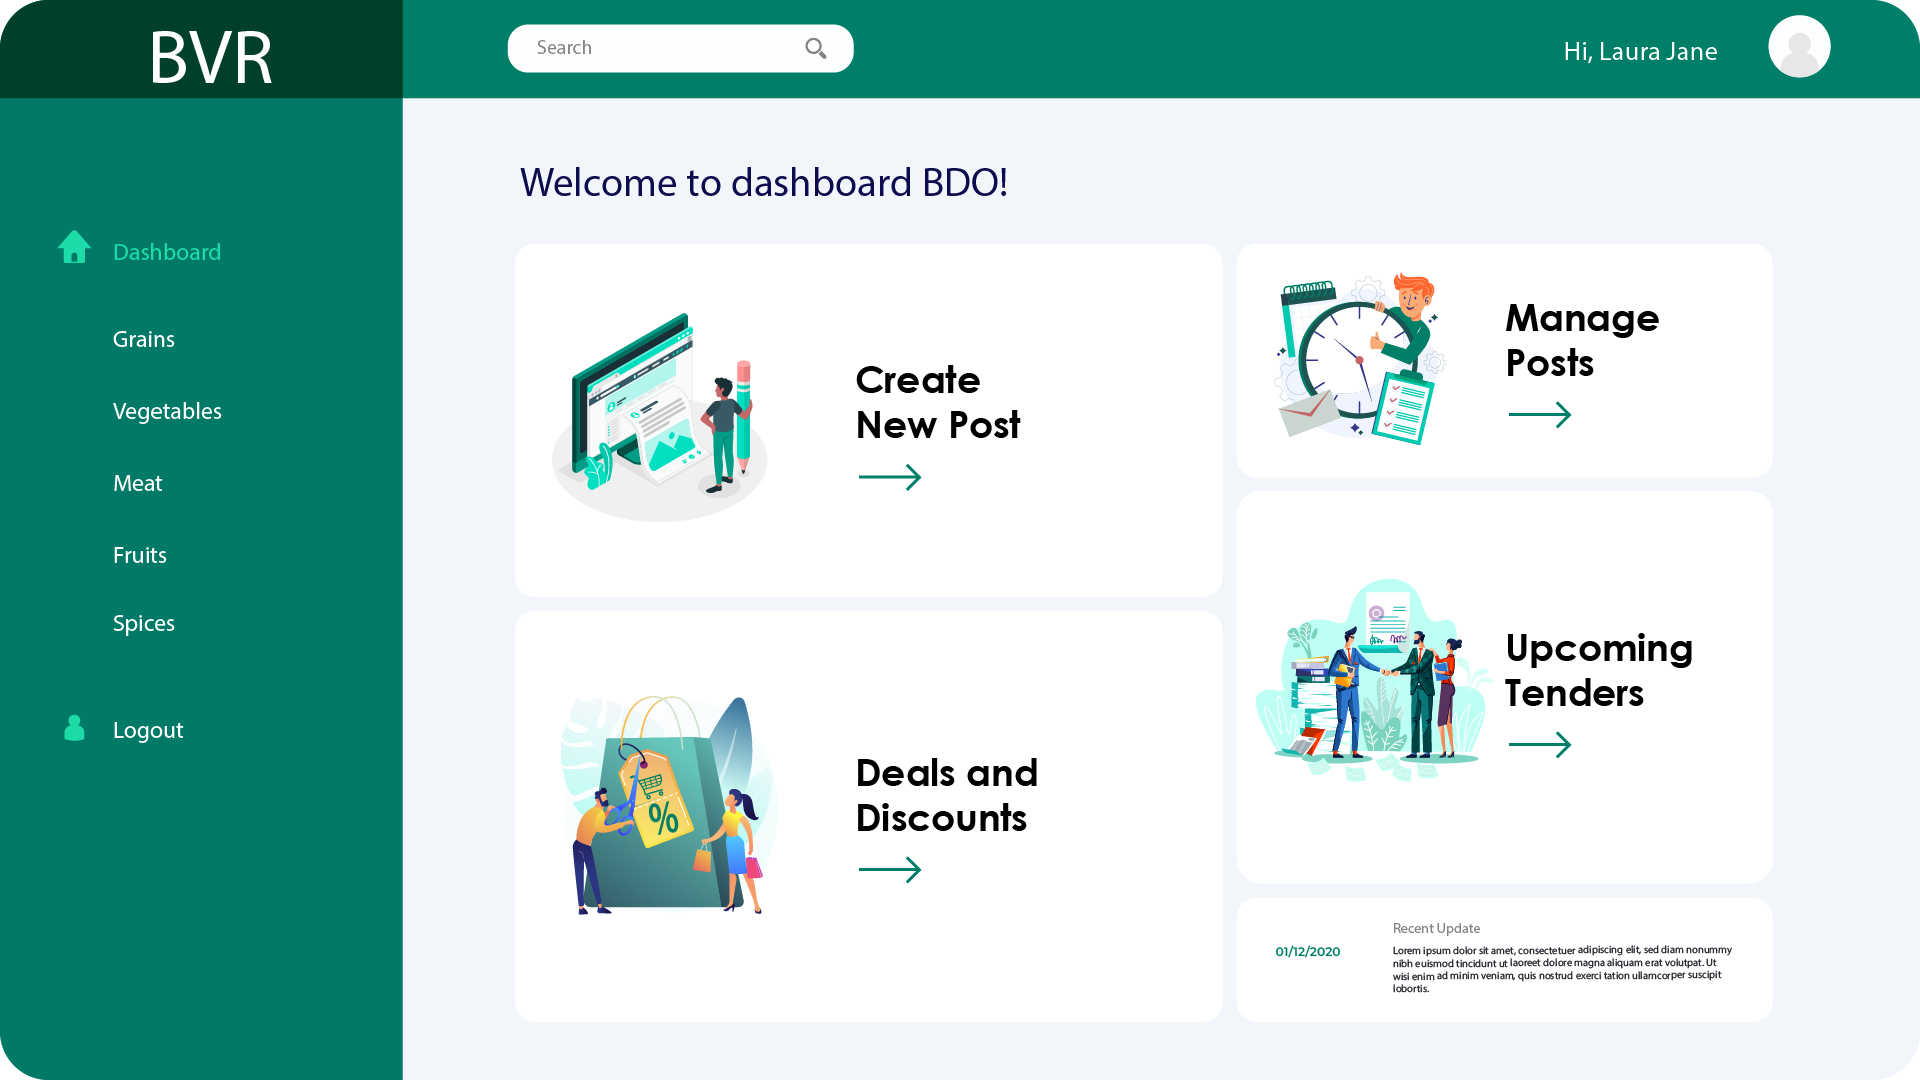 BVR
Search
Hi, Laura Jane
Welcome to dashboard BDO!
Dashboard
Grains
Vegetables
Meat
Fruits
Spices
Logout
Create
New Post
Manage
Posts
Deals and
Discounts
%
Upcoming
Tenders
01/12/2020
Recent Update
Lorem ipsum dolor sit amet, consectetuer adipiscing elit, sed diam nonummy
nibh euismod tincidunt ut laoreet dolore magna aliquam erat volutpat. Ut
wisi enim ad minim veniam, quis nostrud exerci tation ullamcorper suscipit
lobortis.